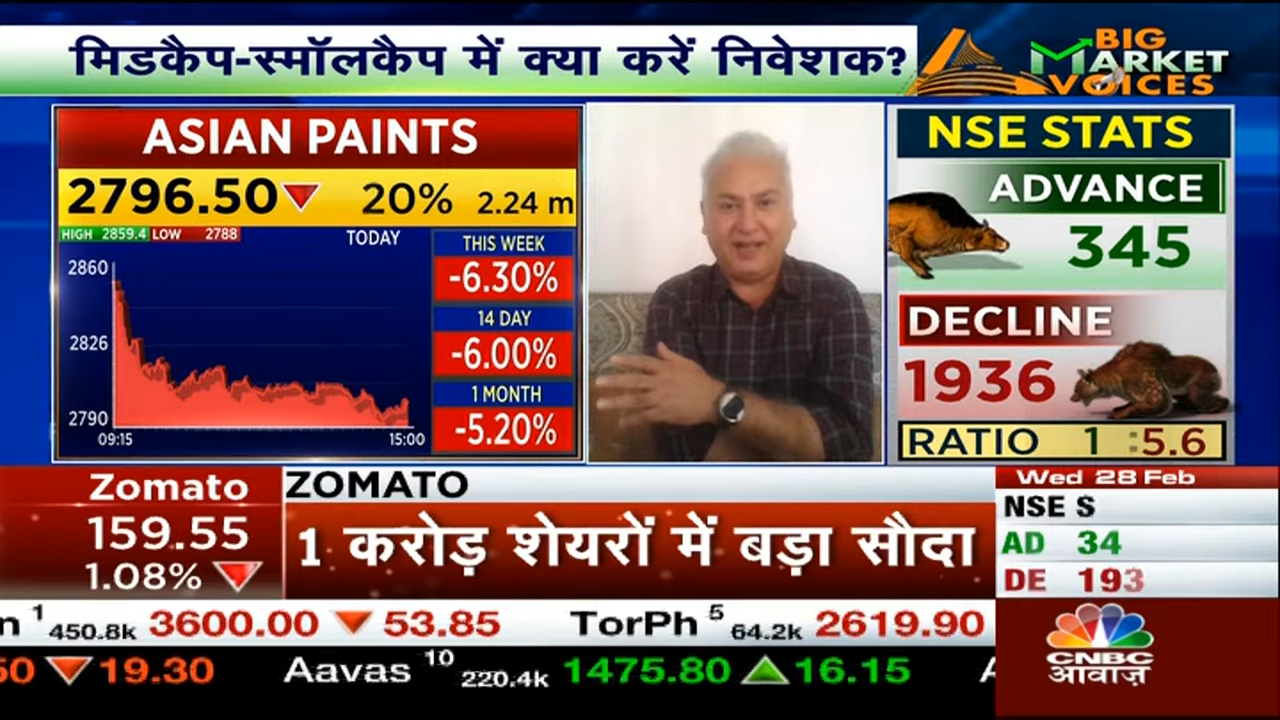 मिडकैप-स्मॉलकैप में क्या करें निवेशक?
BIG
MARKET
VOICES
ASIAN PAINTS
2796.50 20% 2.24 m
HIGH 2859.4 LOW 2788
TODAY
2860
2826
2790
09:15 15:00
THIS WEEK
-6.30%
14 DAY
-6.00%
1 MONTH
-5.20%
NSE STATS
ADVANCE
345
DECLINE
1936
RATIO 1 :5.6
Zomato
159.55
1.08%
ZOMATO
1 करोड़ शेयरों में बड़ा सौदा
Wed 28 Feb
NSE S
AD 34
DE 193
n 1 450.8k 3600.00 53.85 TorPh 5 64.2k 2619.90
50 19.30 Aavas 10 220.4k 1475.80 16.15 A
CNBC
आवाज़